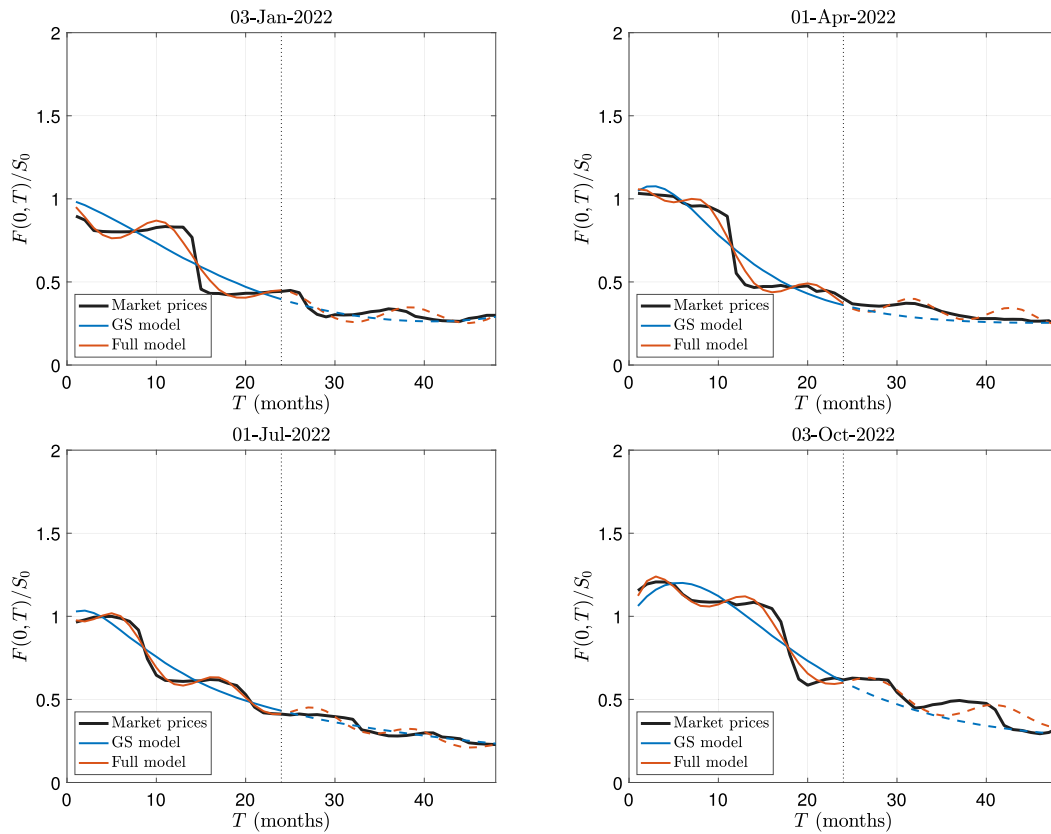 03-Jan-2022
2
1.5
1
0.5
0
F(0, T)/S₀
Market prices
GS model
Full model
0 10 20 30 40
T (months)
01-Apr-2022
2
1.5
1
0.5
0
F(0, T)/S₀
Market prices
GS model
Full model
0 10 20 30 40
T (months)
01-Jul-2022
2
1.5
1
0.5
0
F(0, T)/S₀
Market prices
GS model
Full model
0 10 20 30 40
T (months)
03-Oct-2022
2
1.5
1
0.5
0
F(0, T)/S₀
Market prices
GS model
Full model
0 10 20 30 40
T (months)